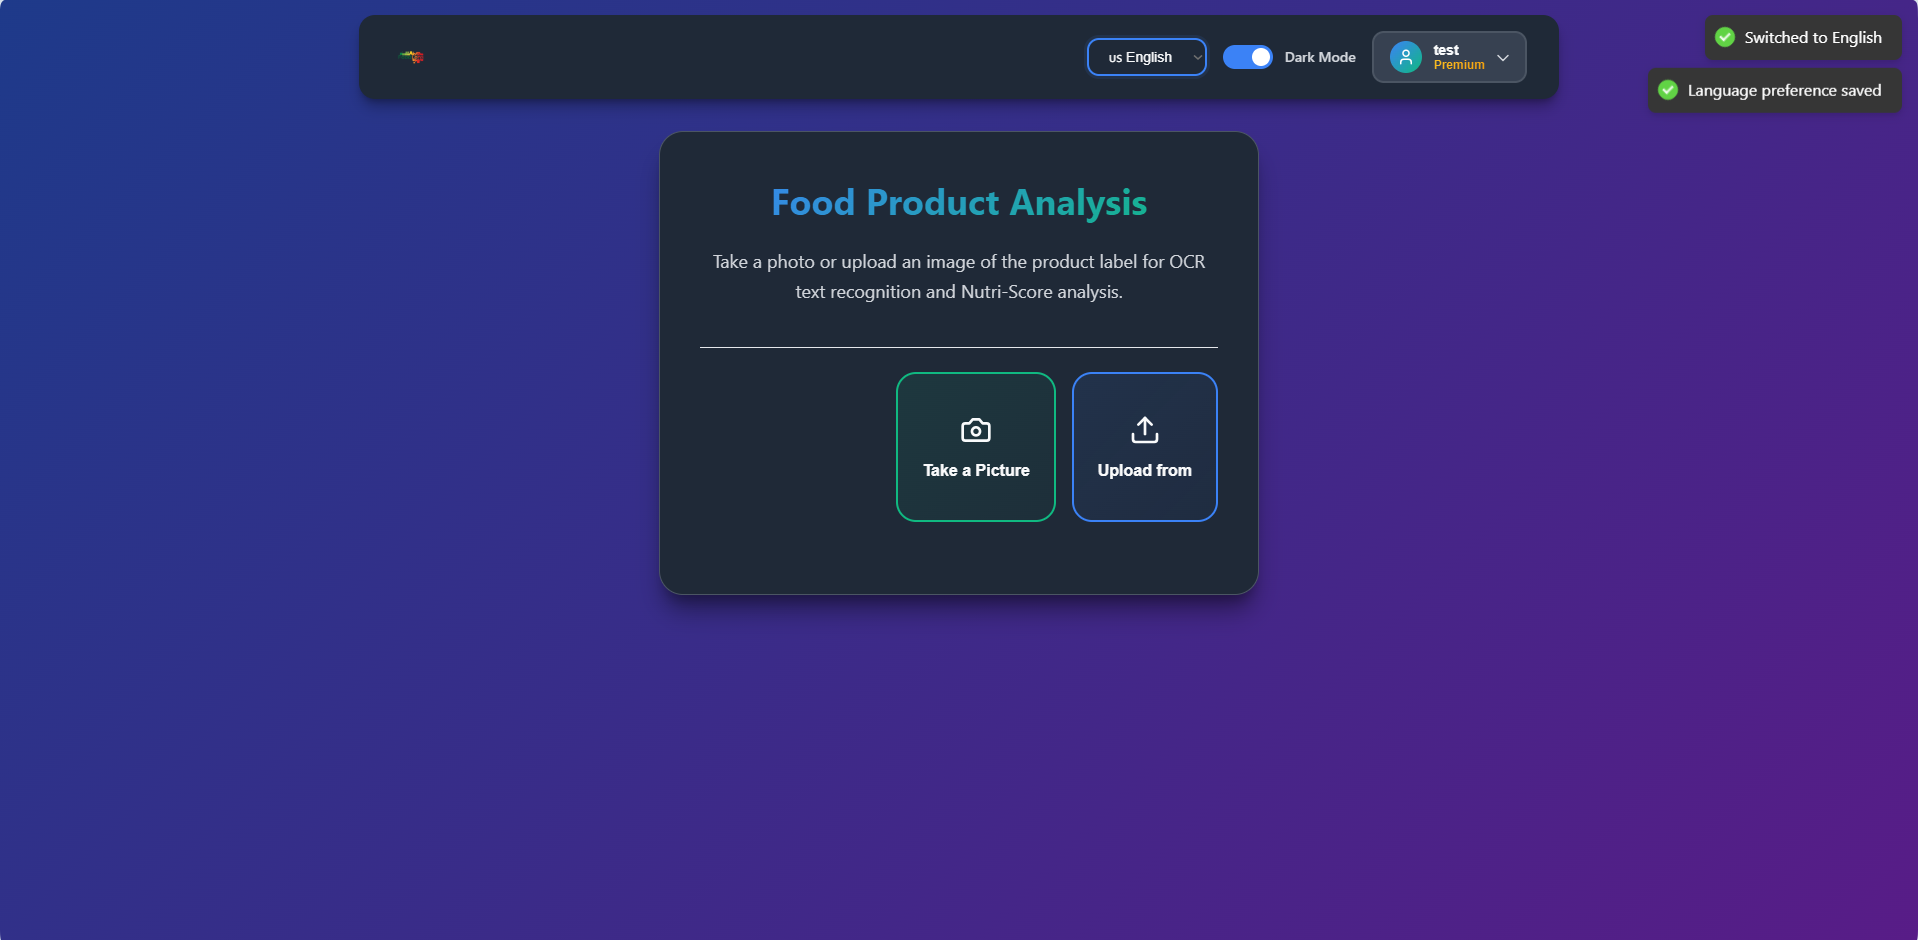 us English
Dark Mode
test
Premium
Switched to English
Language preference saved
Food Product Analysis
Take a photo or upload an image of the product label for OCR
text recognition and Nutri-Score analysis.
Take a Picture
Upload from